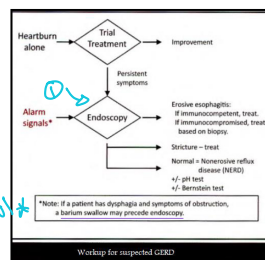 Heartburn alone
Trial Treatment
Improvement
Persistent symptoms
①
Alarm signals*
Endoscopy
Erosive esophagitis:
If immunocompetent, treat.
If immunocompromised, treat
based on biopsy.
Stricture – treat
Normal = Nonerosive reflux
disease (NERD)
+/- pH test
+/- Bernstein test
*Note: If a patient has dysphagia and symptoms of obstruction,
a barium swallow may precede endoscopy.
Workup for suspected GERD